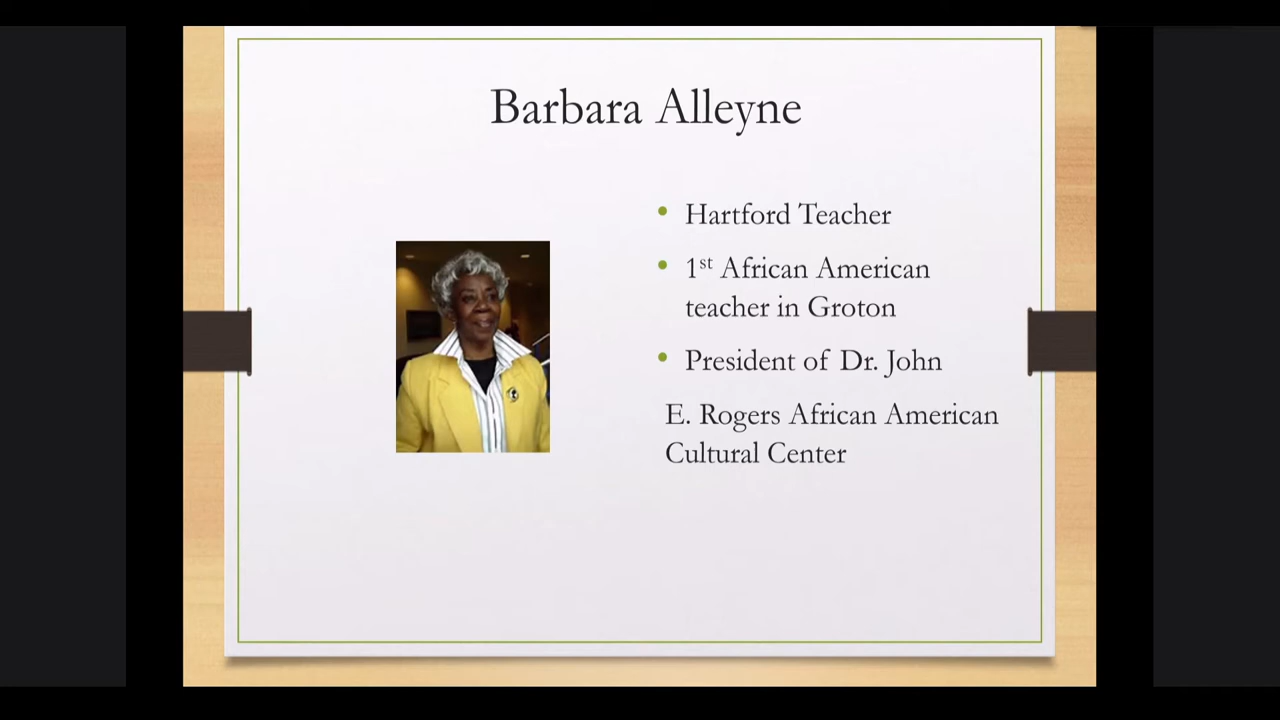 Barbara Alleyne
• Hartford Teacher
• 1st African American
teacher in Groton
• President of Dr. John
E. Rogers African American
Cultural Center